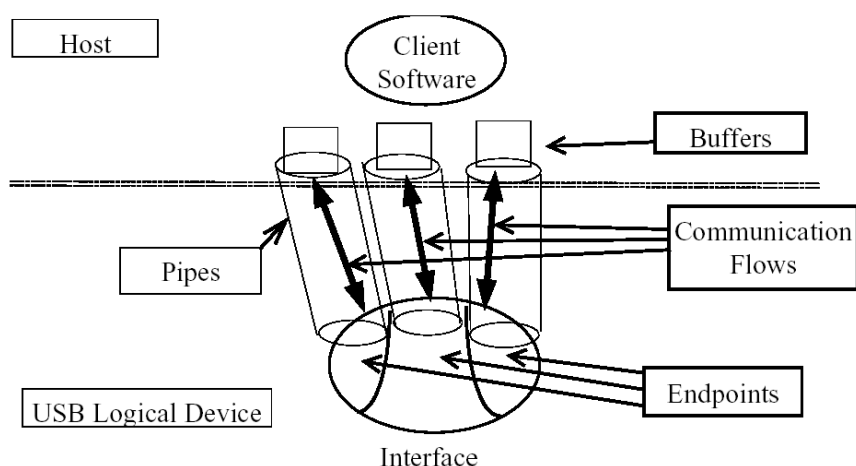 Host
Client
Software
Buffers
Communication
Flows
Pipes
Endpoints
USB Logical Device
Interface